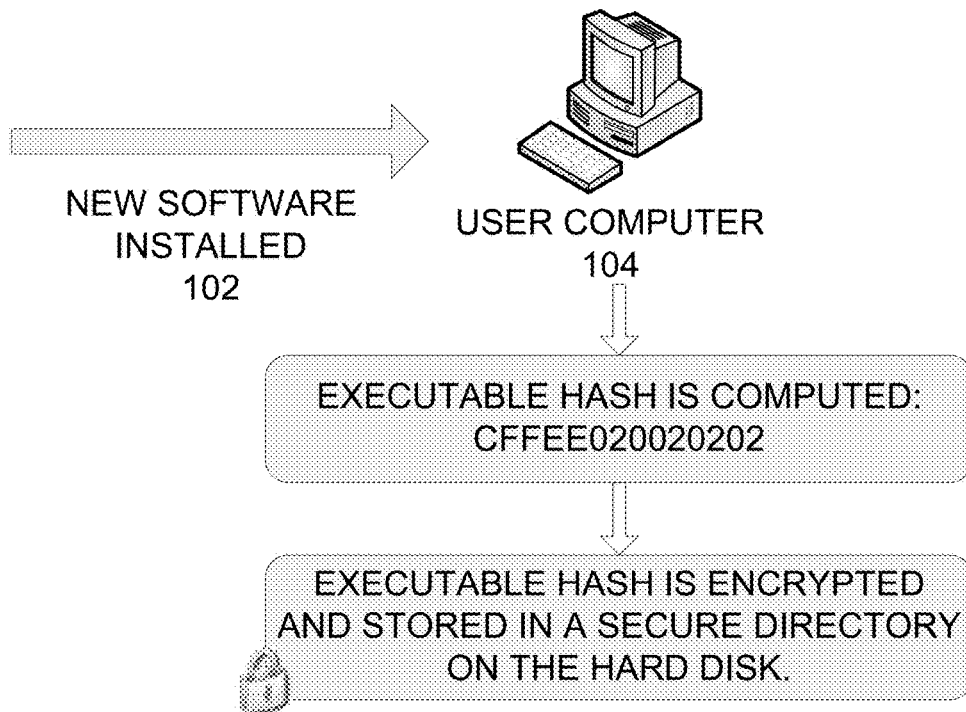 NEW SOFTWARE
INSTALLED
102
USER COMPUTER
104
EXECUTABLE HASH IS COMPUTED:
CFFEE020020202
EXECUTABLE HASH IS ENCRYPTED
AND STORED IN A SECURE DIRECTORY
ON THE HARD DISK.